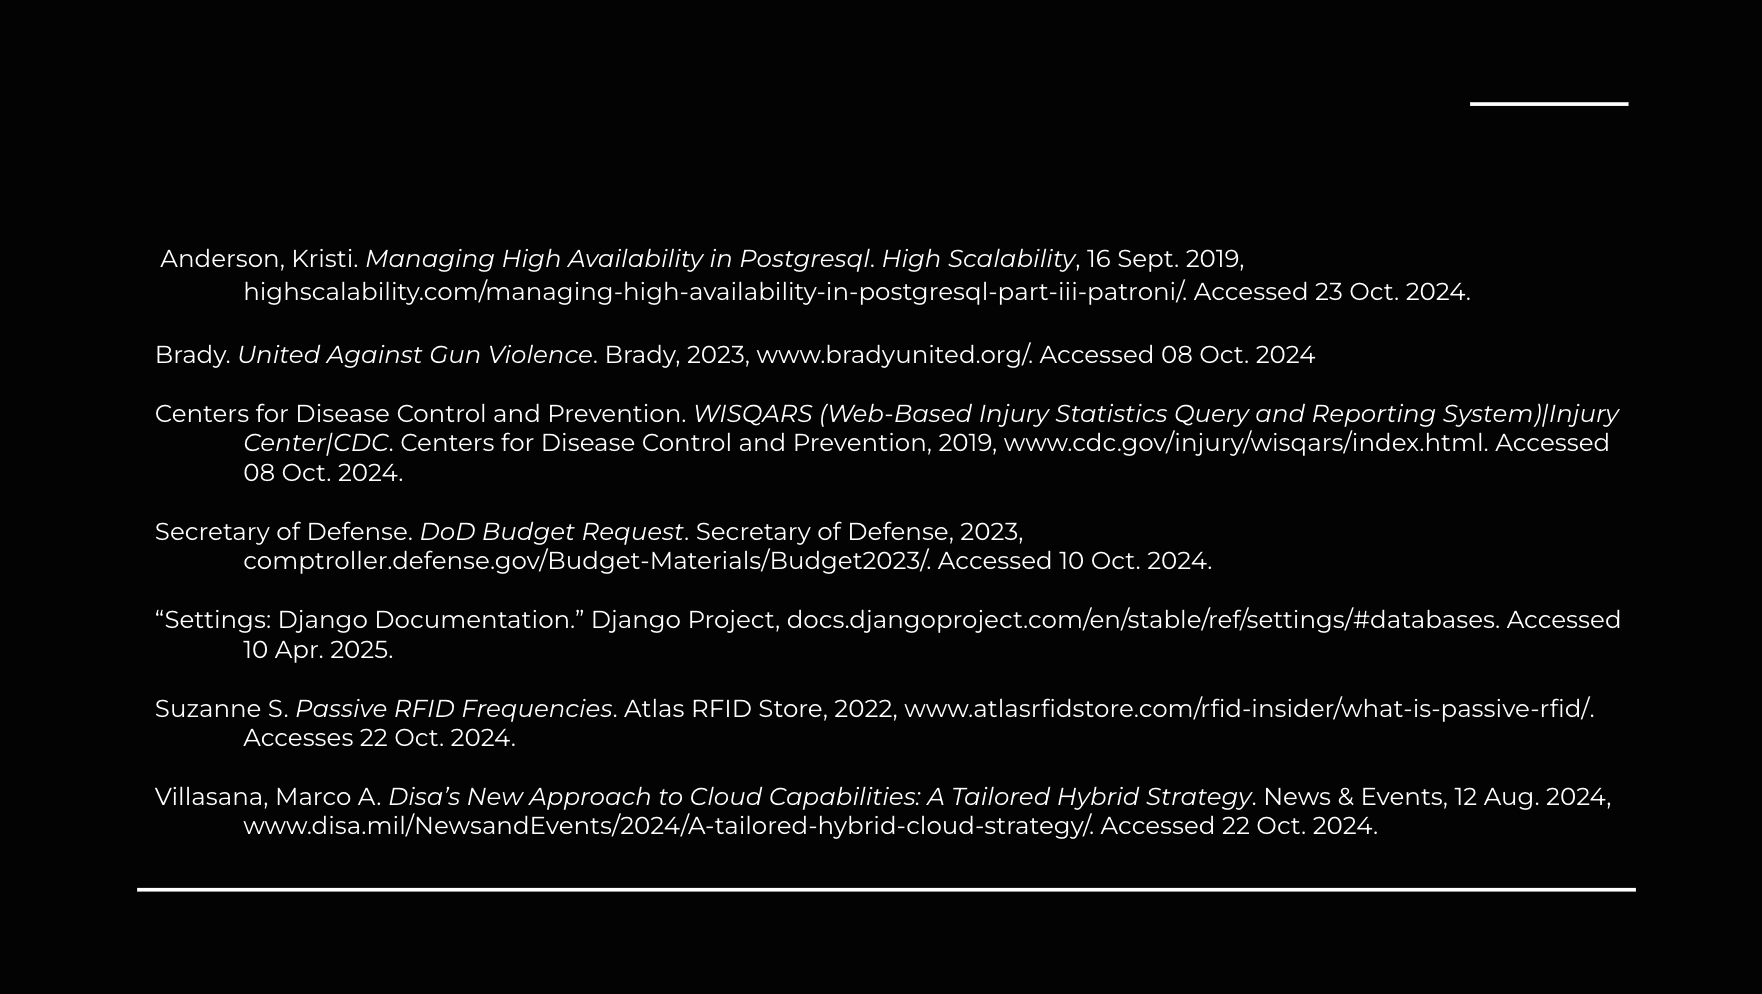 Anderson, Kristi. Managing High Availability in Postgresql. High Scalability, 16 Sept. 2019,
highscalability.com/managing-high-availability-in-postgresql-part-iii-patroni/. Accessed 23 Oct. 2024.
Brady. United Against Gun Violence. Brady, 2023, www.bradyunited.org/. Accessed 08 Oct. 2024
Centers for Disease Control and Prevention. WISQARS (Web-Based Injury Statistics Query and Reporting System)|Injury
Center|CDC. Centers for Disease Control and Prevention, 2019, www.cdc.gov/injury/wisqars/index.html. Accessed
08 Oct. 2024.
Secretary of Defense. DoD Budget Request. Secretary of Defense, 2023,
comptroller.defense.gov/Budget-Materials/Budget2023/. Accessed 10 Oct. 2024.
“Settings: Django Documentation.” Django Project, docs.djangoproject.com/en/stable/ref/settings/#databases. Accessed
10 Apr. 2025.
Suzanne S. Passive RFID Frequencies. Atlas RFID Store, 2022, www.atlasrfidstore.com/rfid-insider/what-is-passive-rfid/.
Accesses 22 Oct. 2024.
Villasana, Marco A. Disa’s New Approach to Cloud Capabilities: A Tailored Hybrid Strategy. News & Events, 12 Aug. 2024,
www.disa.mil/NewsandEvents/2024/A-tailored-hybrid-cloud-strategy/. Accessed 22 Oct. 2024.